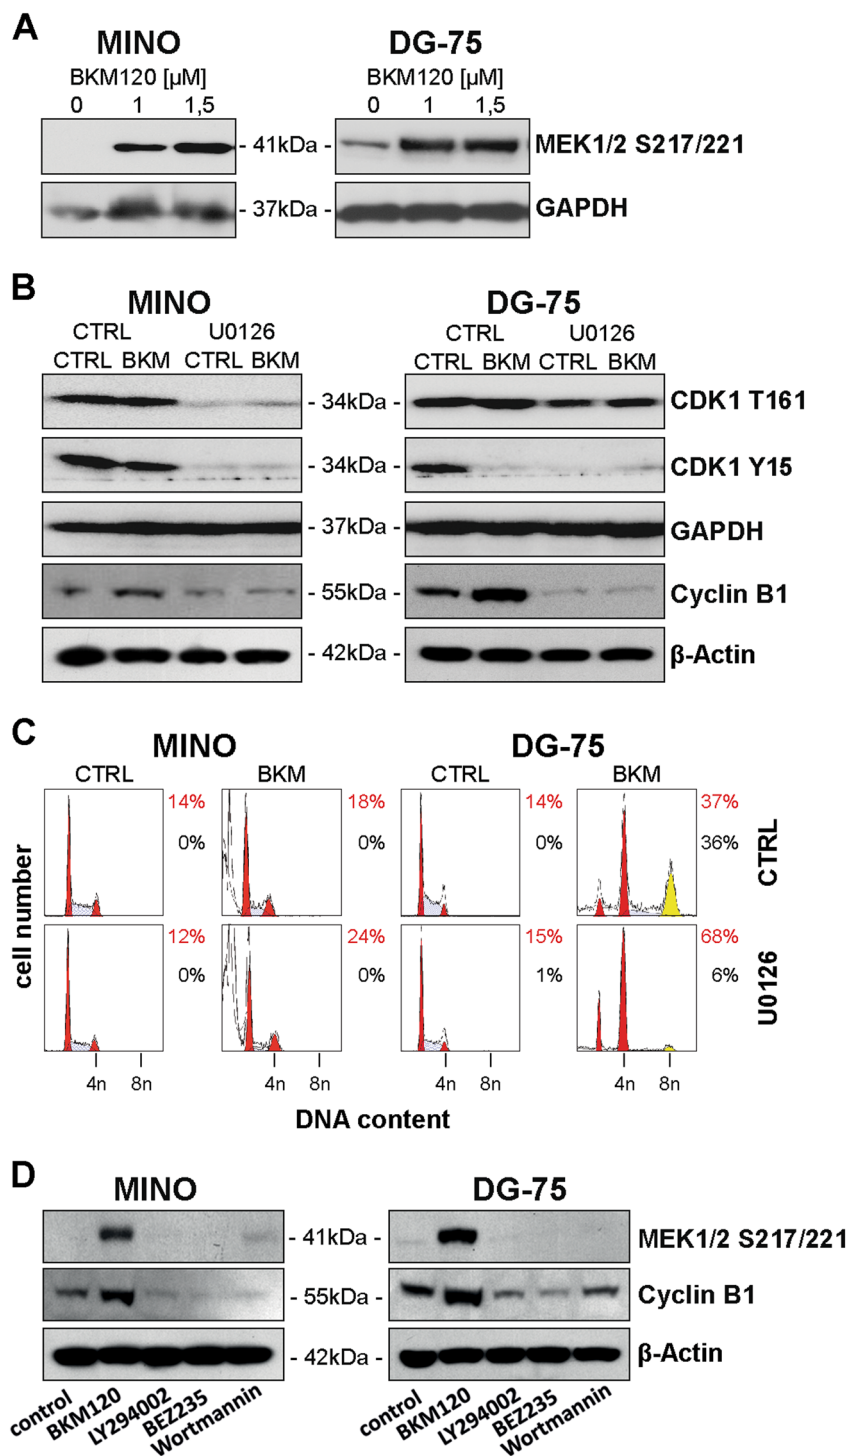 A
MINO DG-75
BKM120 [µM] BKM120 [µM]
0 1 1,5 0 1 1,5
- 41kDa - MEK1/2 S217/221
- 37kDa - GAPDH
B
MINO DG-75
CTRL U0126 CTRL U0126
CTRL BKM CTRL BKM CTRL BKM CTRL BKM
- 34kDa - CDK1 T161
- 34kDa - CDK1 Y15
- 37kDa - GAPDH
- 55kDa - Cyclin B1
- 42kDa - β-Actin
C
MINO DG-75
CTRL BKM CTRL BKM
14% 18% 14% 37%
0% 0% 0% 36%
CTRL
cell number
12% 24% 15% 68%
0% 0% 1% 6%
U0126
4n 8n 4n 8n 4n 8n 4n 8n
DNA content
D
MINO DG-75
- 41kDa - MEK1/2 S217/221
- 55kDa - Cyclin B1
- 42kDa - β-Actin
control BKM120 LY294002 BEZ235 Wortmannin control BKM120 LY294002 BEZ235 Wortmannin